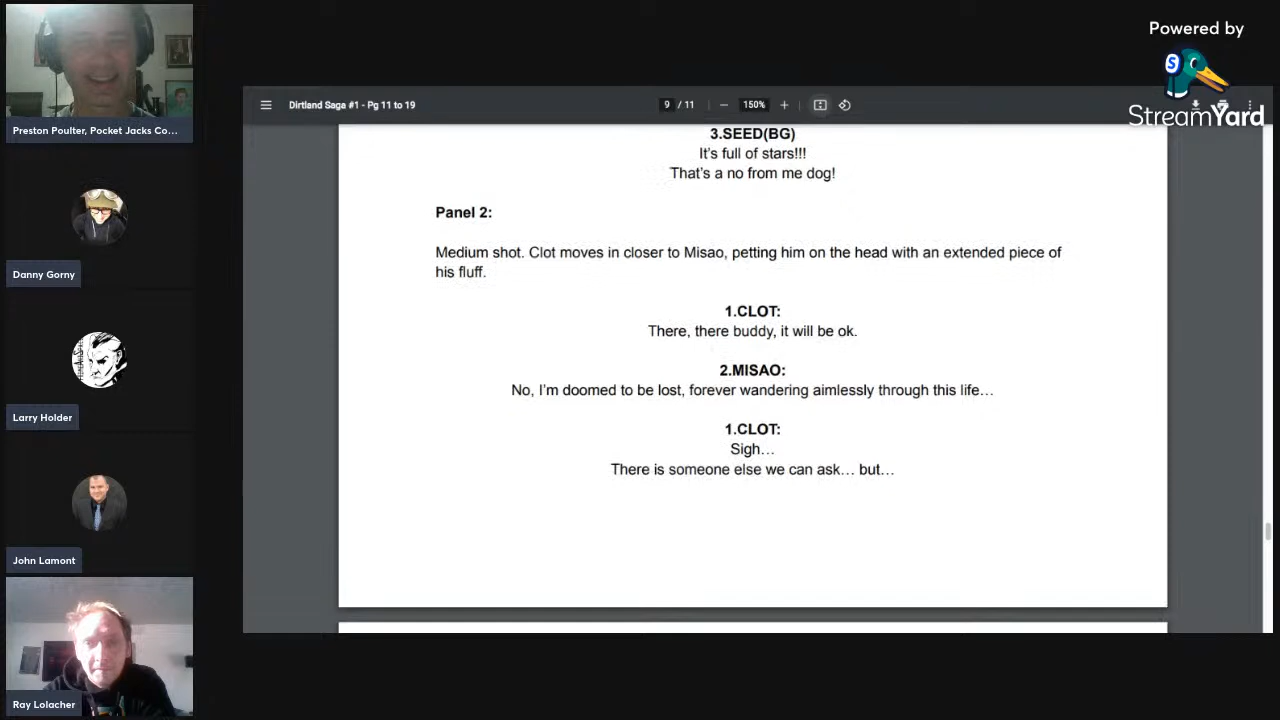 Powered by
S
StreamYard
Preston Poulter, Pocket Jacks Co...
Danny Gorny
Larry Holder
John Lamont
Ray Lolacher
Dirtland Saga #1 - Pg 11 to 19
9 / 11
150%
3.SEED(BG)
It's full of stars!!!
That's a no from me dog!
Panel 2:
Medium shot. Clot moves in closer to Misao, petting him on the head with an extended piece of
his fluff.
1.CLOT:
There, there buddy, it will be ok.
2.MISAO:
No, I'm doomed to be lost, forever wandering aimlessly through this life…
1.CLOT:
Sigh…
There is someone else we can ask… but…